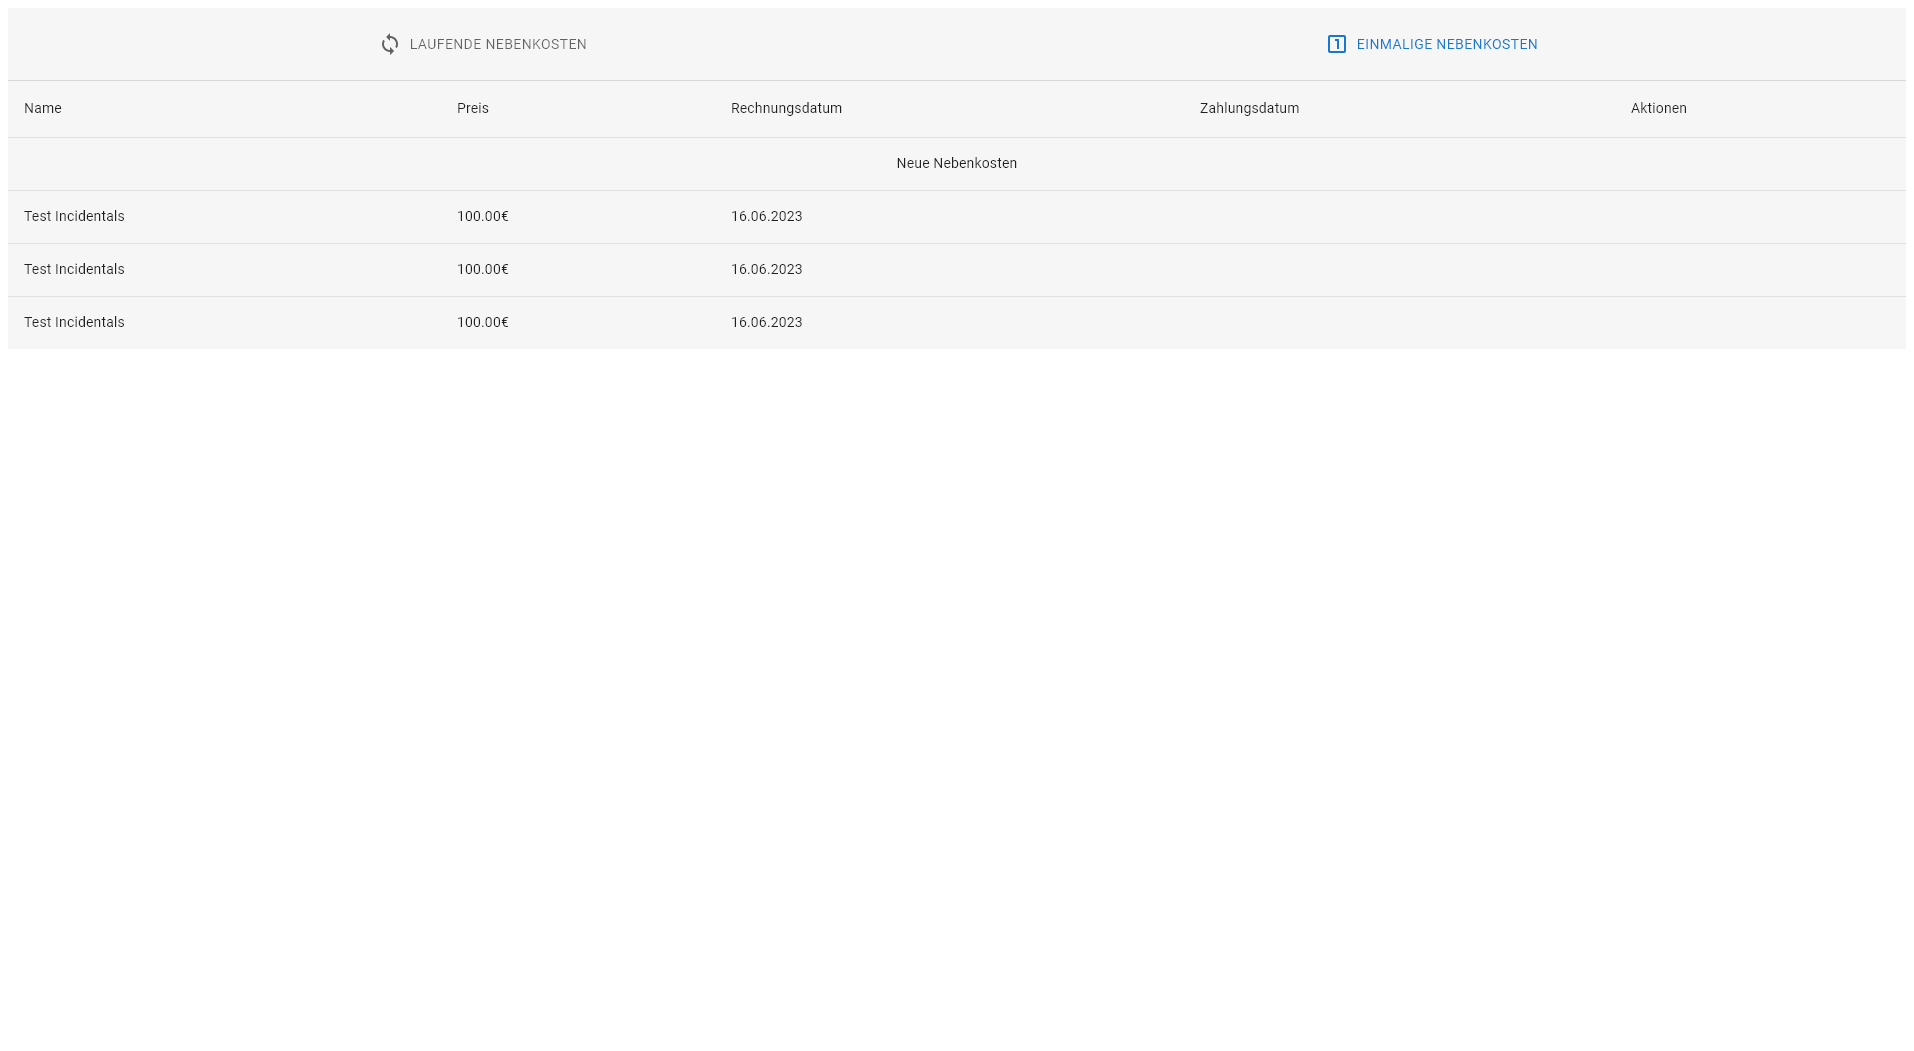 LAUFENDE NEBENKOSTEN 1 EINMALIGE NEBENKOSTEN
Name Preis Rechnungsdatum Zahlungsdatum Aktionen
Neue Nebenkosten
Test Incidentals 100.00€ 16.06.2023
Test Incidentals 100.00€ 16.06.2023
Test Incidentals 100.00€ 16.06.2023